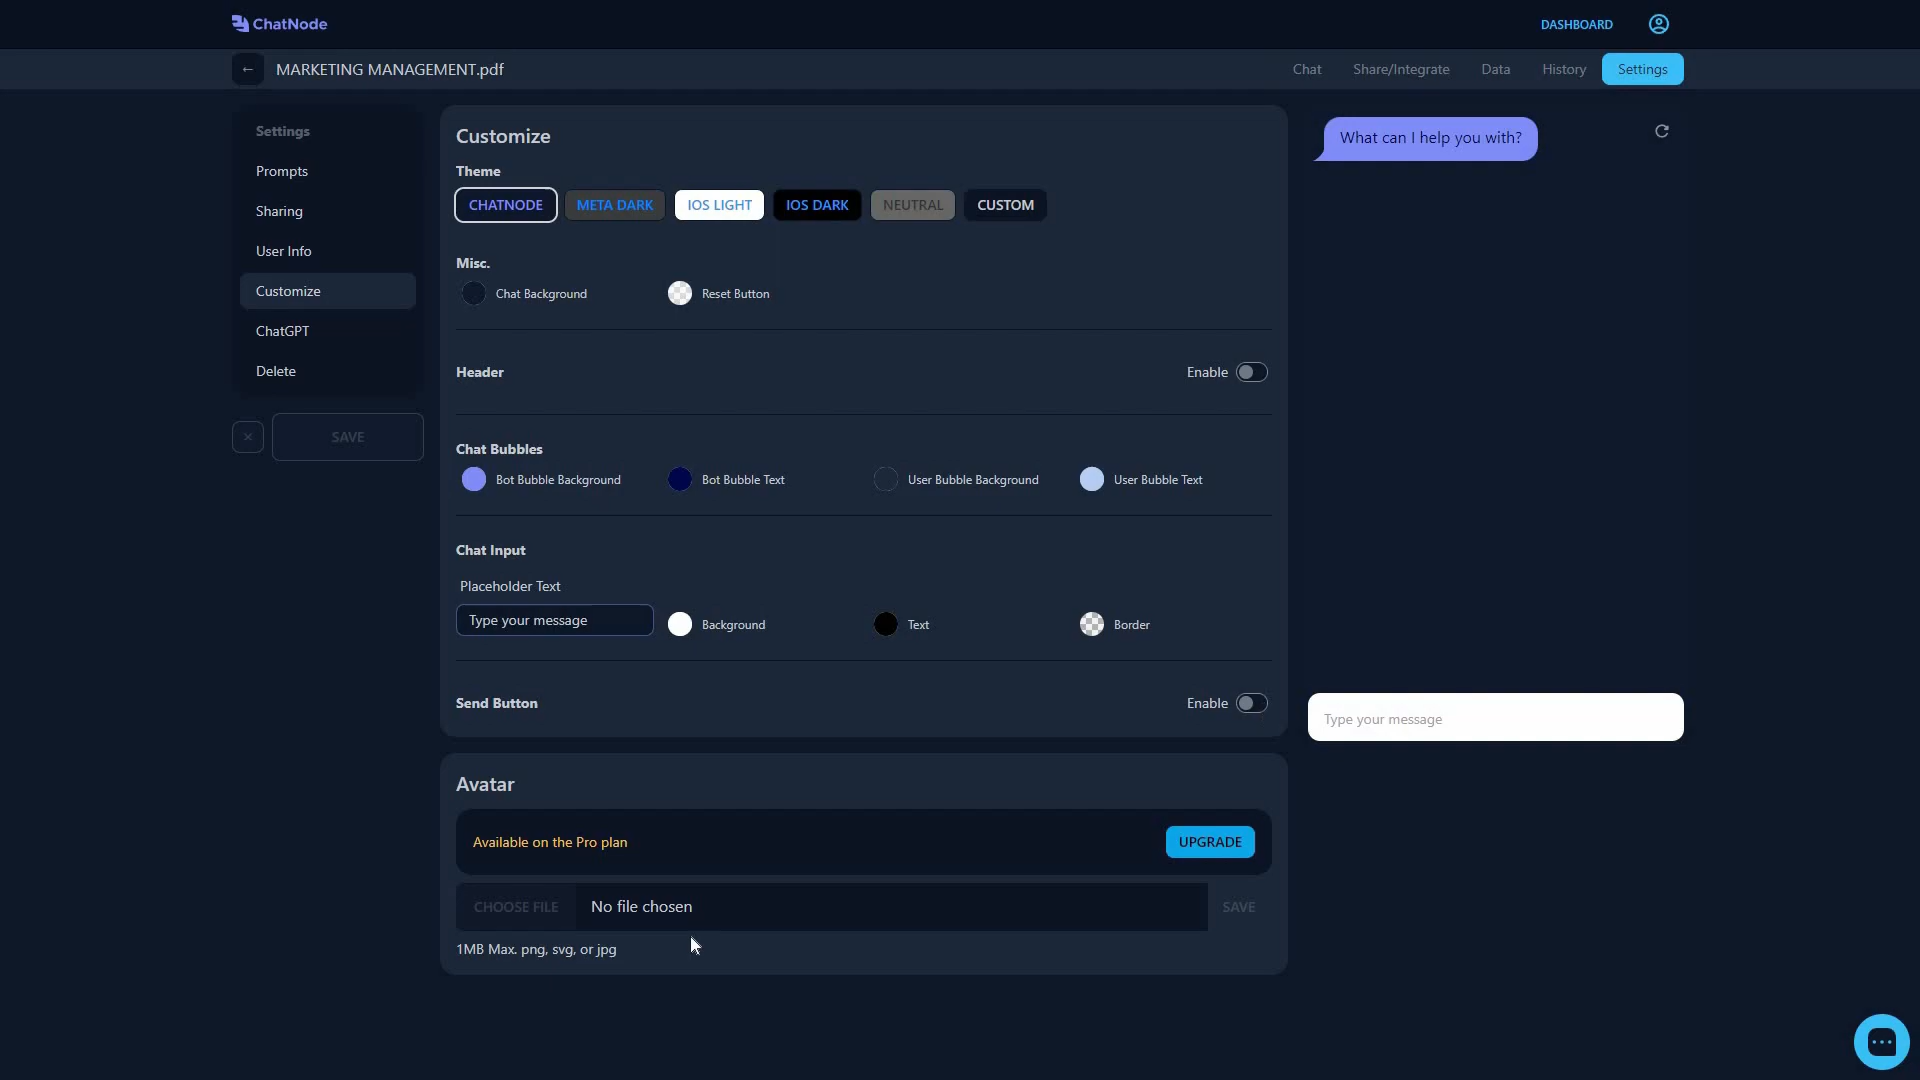 ChatNode
DASHBOARD
← MARKETING MANAGEMENT.pdf
Chat Share/Integrate Data History Settings
Settings
Prompts
Sharing
User Info
Customize
ChatGPT
Delete
× SAVE
Customize
Theme
CHATNODE META DARK IOS LIGHT IOS DARK NEUTRAL CUSTOM
Misc.
Chat Background Reset Button
Header Enable
Chat Bubbles
Bot Bubble Background Bot Bubble Text User Bubble Background User Bubble Text
Chat Input
Placeholder Text
Type your message Background Text Border
Send Button Enable
Avatar
Available on the Pro plan UPGRADE
CHOOSE FILE No file chosen SAVE
1MB Max. png, svg, or jpg
What can I help you with?
Type your message